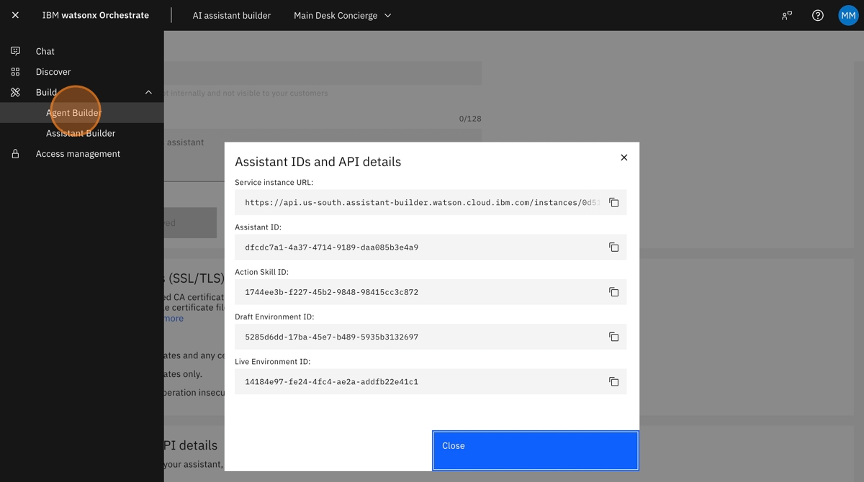 IBM watsonx Orchestrate
AI assistant builder
Main Desk Concierge
MM
Chat
Discover
Build
Agent Builder
Assistant Builder
Access management
t internally and not visible to your customers
0/128
assistant
Assistant IDs and API details
Service instance URL:
https://api.us-south.assistant-builder.watson.cloud.ibm.com/instances/0d5
Assistant ID:
dfcdc7a1-4a37-4714-9189-daa085b3e4a9
Action Skill ID:
1744ee3b-f227-45b2-9848-98415cc3c872
Draft Environment ID:
5285d6dd-17ba-45e7-b489-5935b3132697
Live Environment ID:
14184e97-fe24-4fc4-ae2a-addfb22e41c1
Close
(SSL/TLS)
ed CA certificat
e certificate fil
more
ates and any ce
ates only.
peration insecu
PI details
your assistant,